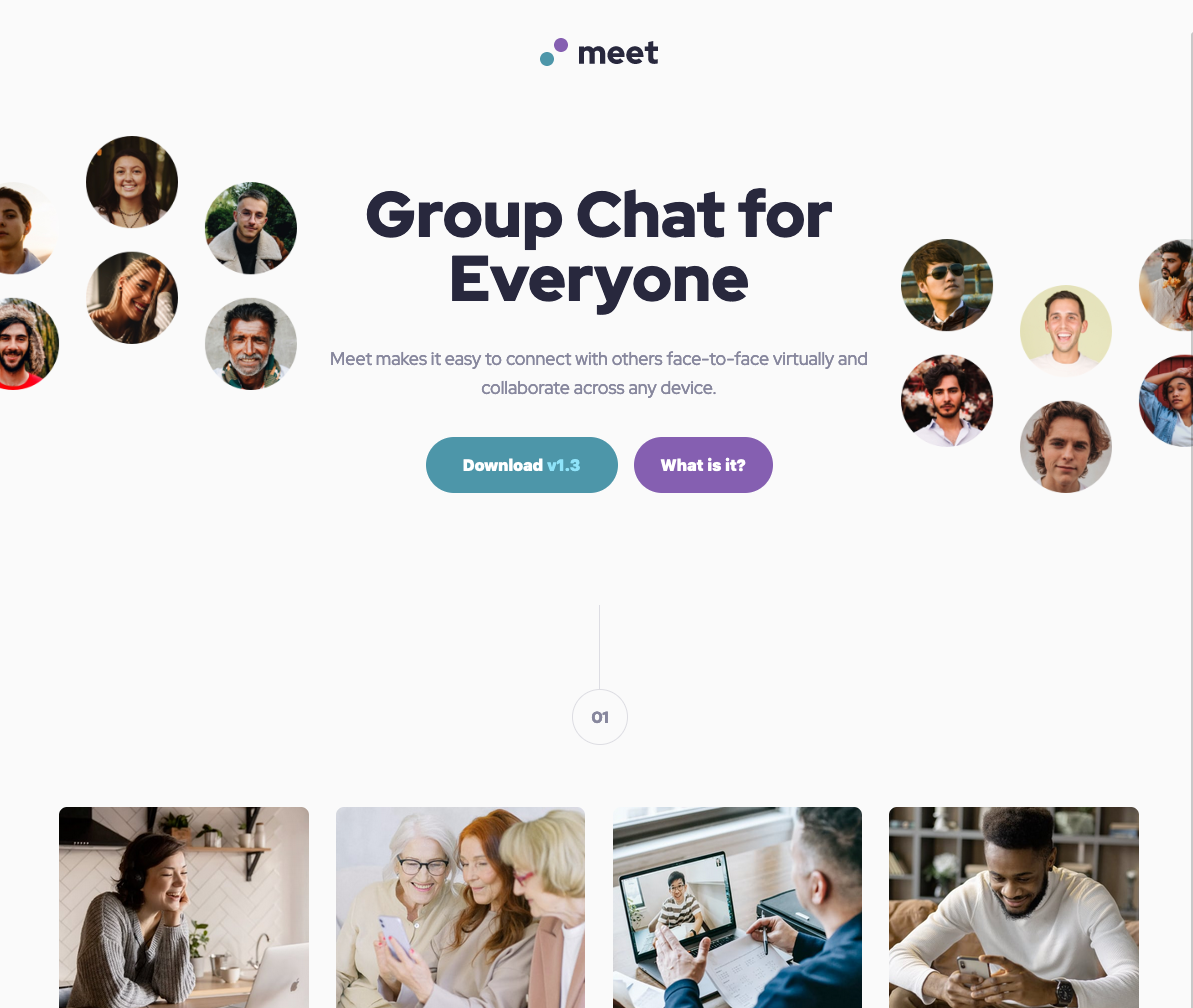 meet
Group Chat for
Everyone
Meet makes it easy to connect with others face-to-face virtually and
collaborate across any device.
Download v1.3
What is it?
01